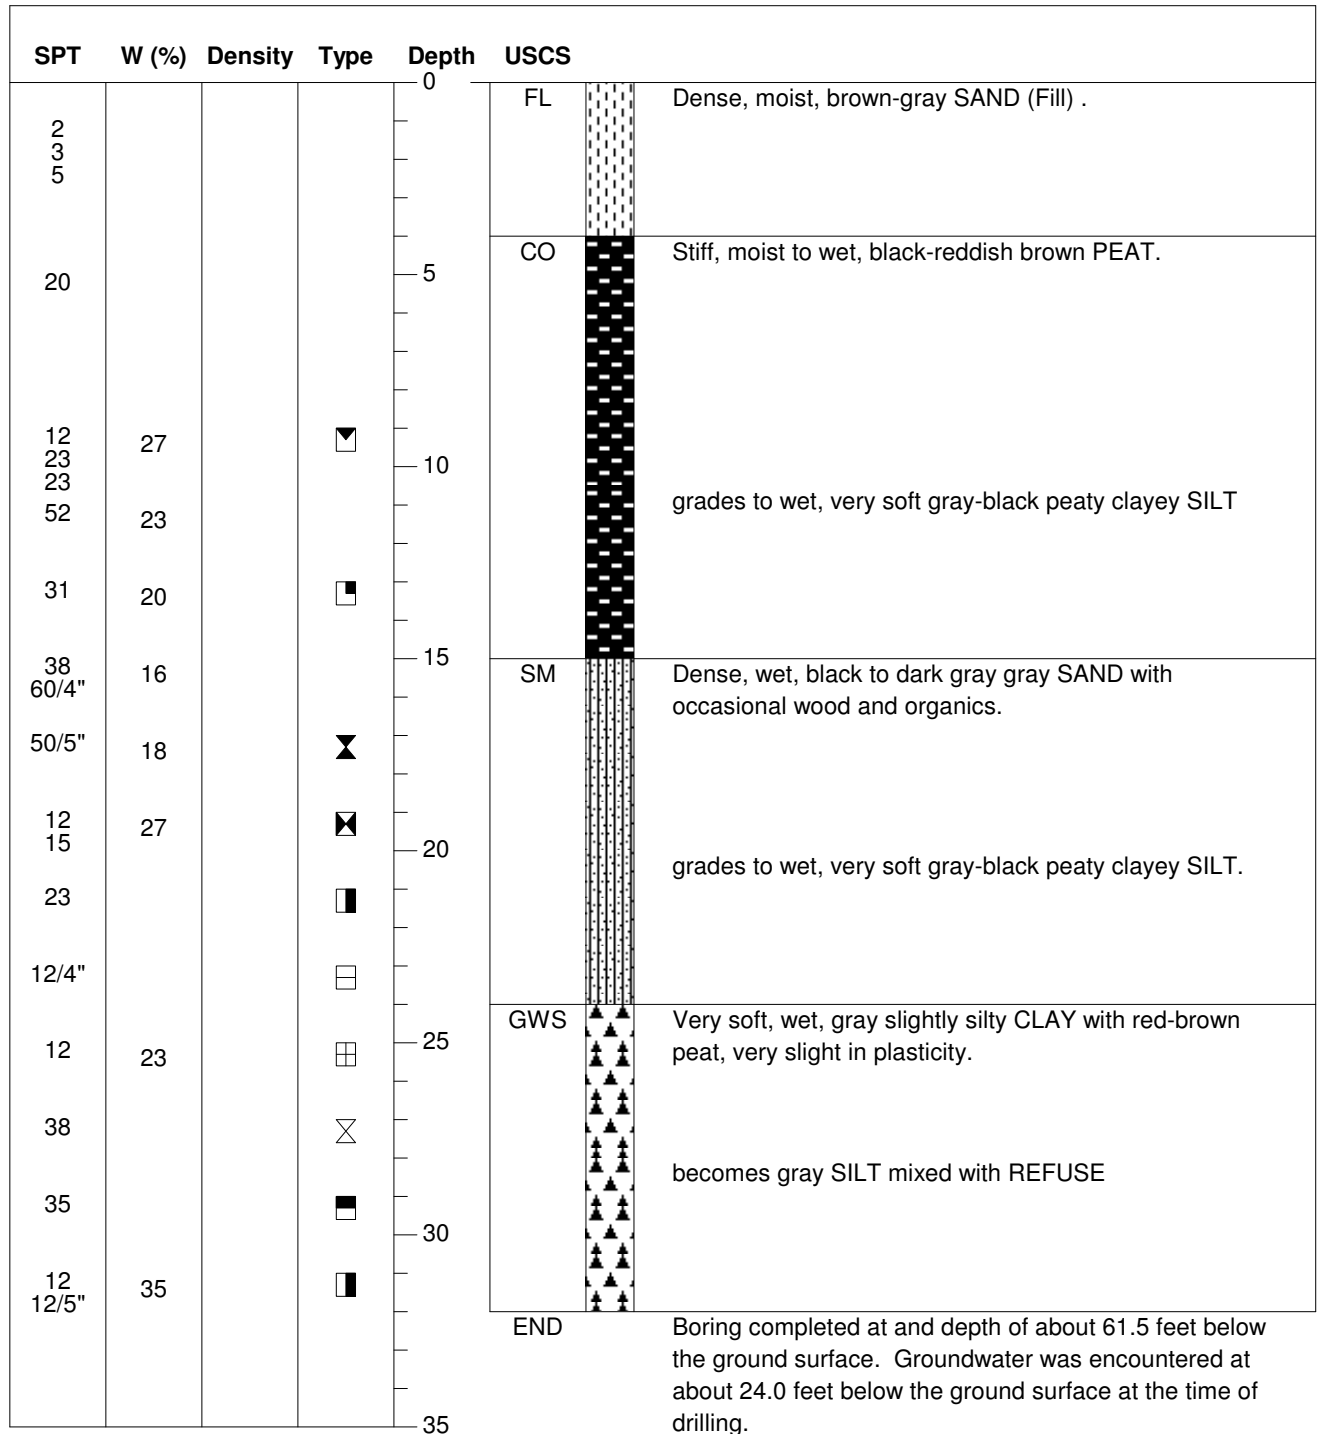 SPT W (%) Density Type Depth USCS
0
FL Dense, moist, brown-gray SAND (Fill) .
2
3
5
CO Stiff, moist to wet, black-reddish brown PEAT.
20 5
12 27
23 10
23
52 23 grades to wet, very soft gray-black peaty clayey SILT
31 20
15
38 16 SM Dense, wet, black to dark gray gray SAND with
60/4" occasional wood and organics.
50/5" 18
12 27
15 20
grades to wet, very soft gray-black peaty clayey SILT.
23
12/4"
GWS Very soft, wet, gray slightly silty CLAY with red-brown
12 23 25 peat, very slight in plasticity.
38
becomes gray SILT mixed with REFUSE
35
30
12 35
12/5"
END Boring completed at and depth of about 61.5 feet below
the ground surface. Groundwater was encountered at
about 24.0 feet below the ground surface at the time of
35 drilling.